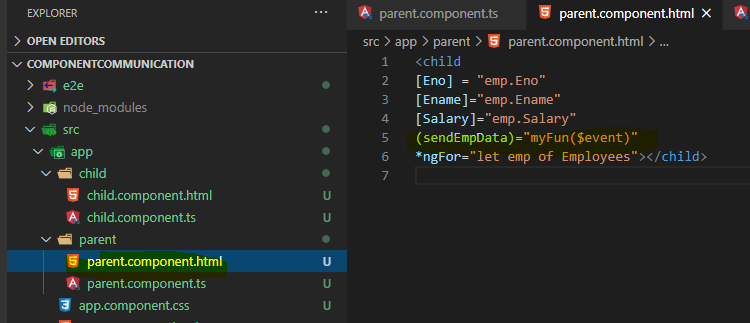 EXPLORER
OPEN EDITORS
COMPONENTCOMMUNICATION
e2e
node_modules
src
app
child
child.component.html U
child.component.ts U
parent
parent.component.html U
parent.component.ts U
app.component.css U
parent.component.ts parent.component.html
src > app > parent > parent.component.html > ...
1 <child
2 [Eno] = "emp.Eno"
3 [Ename]="emp.Ename"
4 [Salary]="emp.Salary"
5 (sendEmpData)="myFun($event)"
6 *ngFor="let emp of Employees"></child>
7